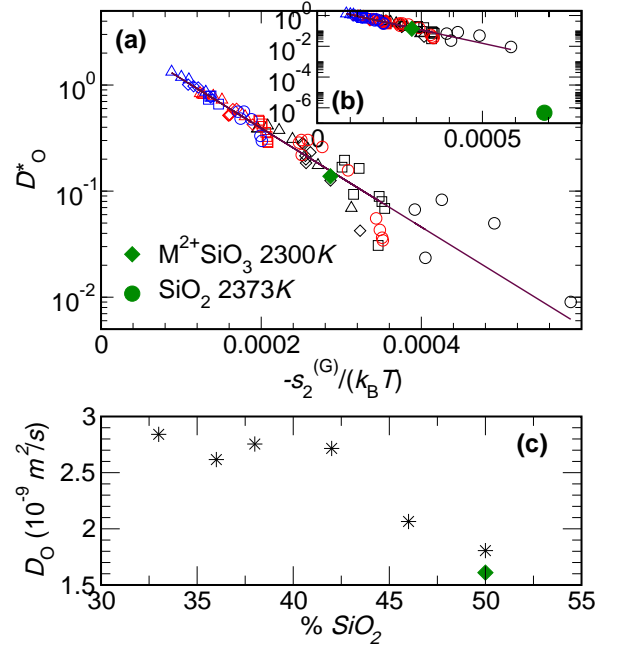 (a)
10^0
10^-1
10^-2
D*_O
0
0.0002
0.0004
-s_2^(G)/(k_BT)
M^2+SiO_3 2300K
SiO_2 2373K
(b)
10^0
10^-2
10^-4
10^-6
0
0.0005
(c)
3
2.5
2
1.5
D_O (10^-9 m^2/s)
30
35
40
45
50
55
% SiO_2